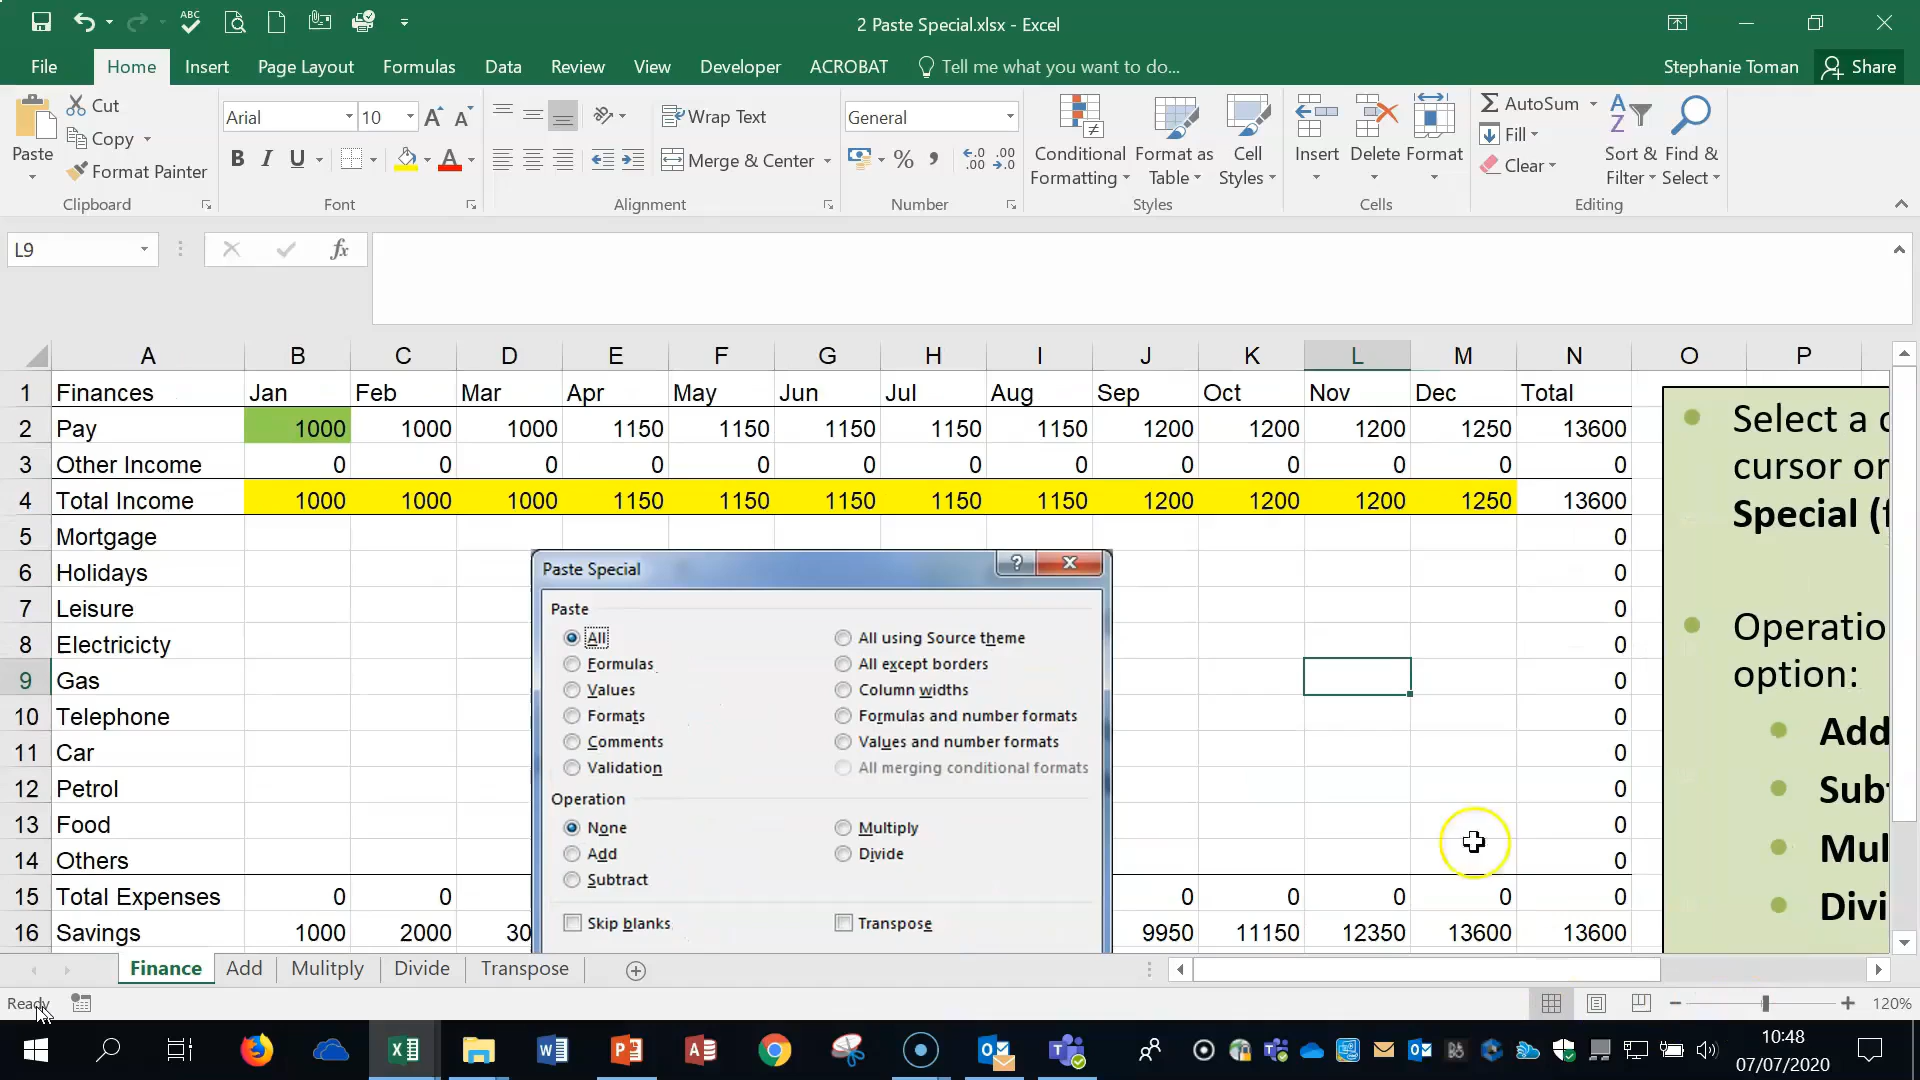 ABC
2 Paste Special.xlsx - Excel
File Home Insert Page Layout Formulas Data Review View Developer ACROBAT Tell me what you want to do... Stephanie Toman Share
Paste
Cut
Copy
Format Painter
Clipboard
Arial 10
B I U
Font
Wrap Text
Merge & Center
Alignment
General
%
Number
Conditional Formatting
Format as Table
Cell Styles
Styles
Insert Delete Format
Cells
AutoSum
Fill
Clear
Sort & Filter
Find & Select
Editing
L9 fx
A B C D E F G H I J K L M N O P
1 Finances Jan Feb Mar Apr May Jun Jul Aug Sep Oct Nov Dec Total
2 Pay 1000 1000 1000 1150 1150 1150 1150 1150 1200 1200 1200 1250 13600
3 Other Income 0 0 0 0 0 0 0 0 0 0 0 0 0
4 Total Income 1000 1000 1000 1150 1150 1150 1150 1150 1200 1200 1200 1250 13600
5 Mortgage 0
6 Holidays 0
7 Leisure 0
8 Electricicty 0
9 Gas 0
10 Telephone 0
11 Car 0
12 Petrol 0
13 Food 0
14 Others 0
15 Total Expenses 0 0 0 0 0 0 0
16 Savings 1000 2000 30 9950 11150 12350 13600 13600
Paste Special
Paste
All All using Source theme
Formulas All except borders
Values Column widths
Formats Formulas and number formats
Comments Values and number formats
Validation All merging conditional formats
Operation
None Multiply
Add Divide
Subtract
Skip blanks Transpose
Select a c
cursor or
Special (f
Operatio
option:
Add
Sub
Mul
Divi
Finance Add Mulitply Divide Transpose
Ready
120%
10:48
07/07/2020